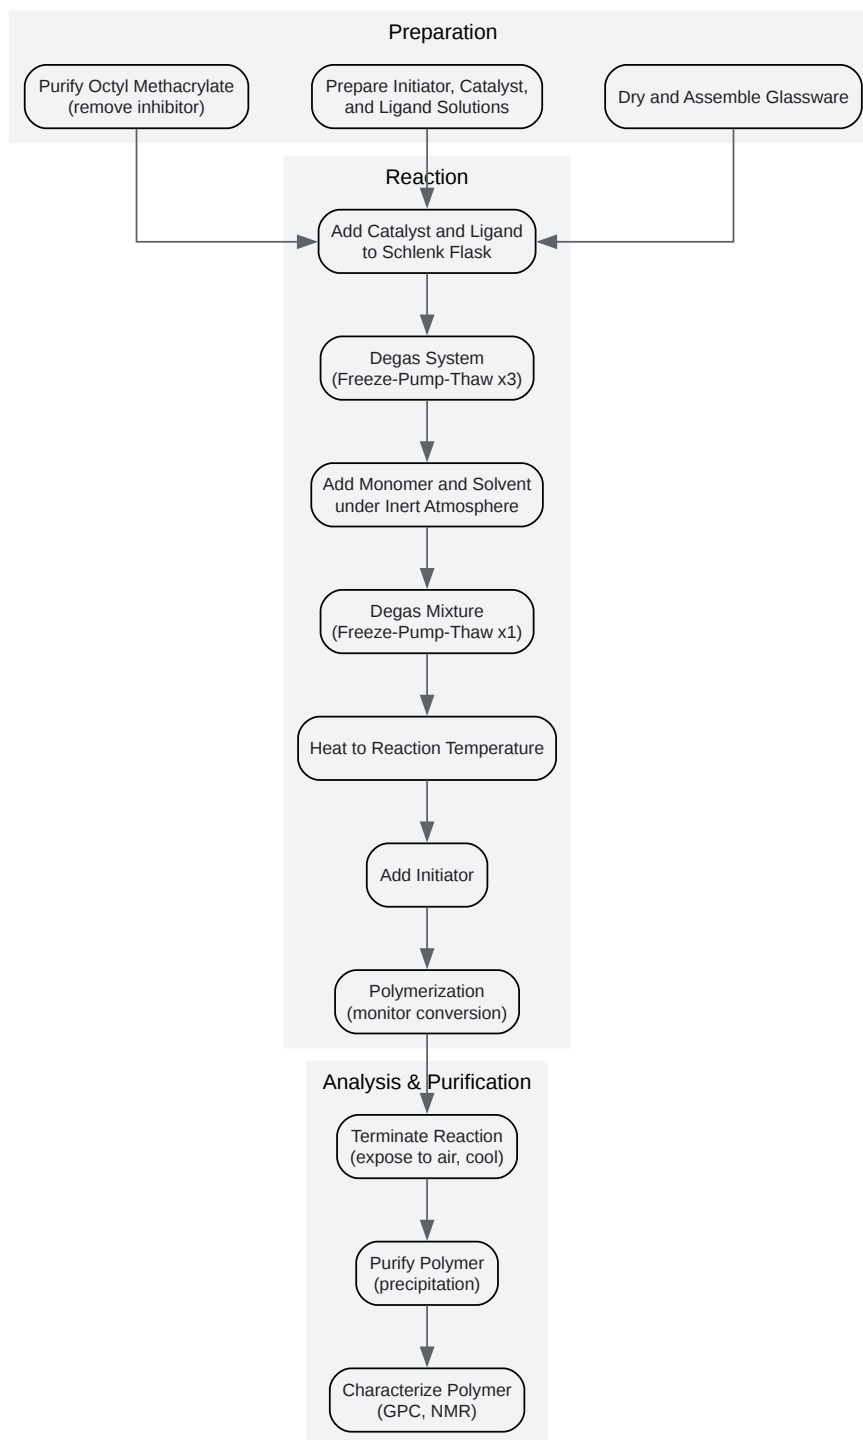 Preparation
Purify Octyl Methacrylate
(remove inhibitor)
Prepare Initiator, Catalyst,
and Ligand Solutions
Dry and Assemble Glassware
Reaction
Add Catalyst and Ligand
to Schlenk Flask
Degas System
(Freeze-Pump-Thaw x3)
Add Monomer and Solvent
under Inert Atmosphere
Degas Mixture
(Freeze-Pump-Thaw x1)
Heat to Reaction Temperature
Add Initiator
Polymerization
(monitor conversion)
Analysis & Purification
Terminate Reaction
(expose to air, cool)
Purify Polymer
(precipitation)
Characterize Polymer
(GPC, NMR)